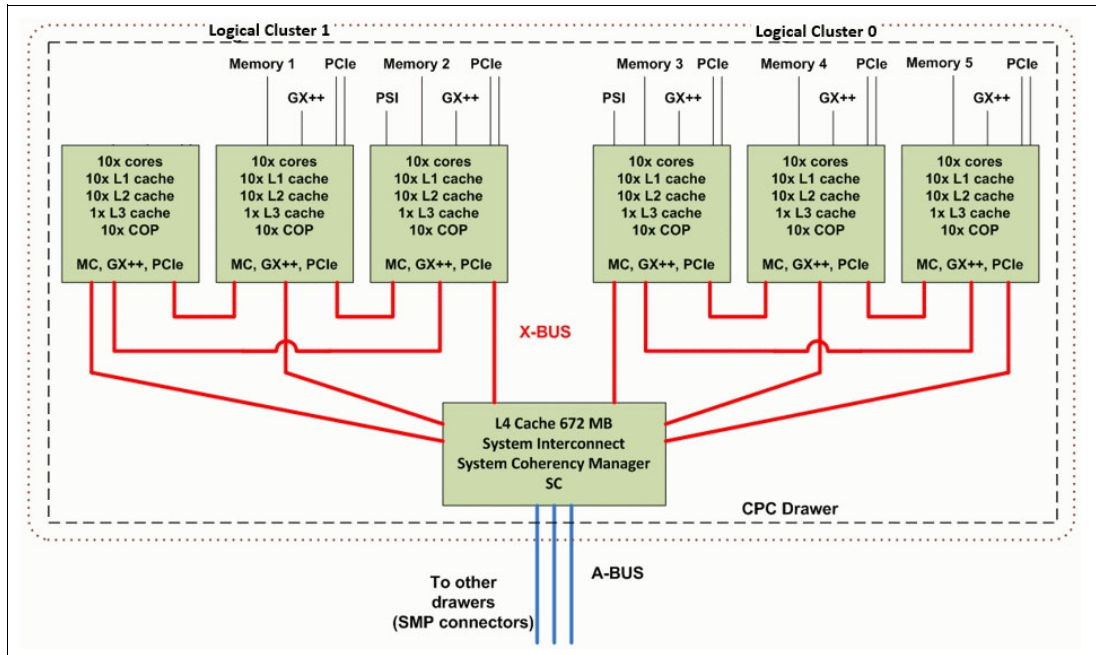 Logical Cluster 1
Logical Cluster 0
Memory 1
PCIe
Memory 2
PCIe
Memory 3
PCIe
Memory 4
PCIe
Memory 5
PCIe
GX++
PSI
GX++
PSI
GX++
GX++
GX++
10x cores
10x L1 cache
10x L2 cache
1x L3 cache
10x COP
MC, GX++, PCIe
10x cores
10x L1 cache
10x L2 cache
1x L3 cache
10x COP
MC, GX++, PCIe
10x cores
10x L1 cache
10x L2 cache
1x L3 cache
10x COP
MC, GX++, PCIe
10x cores
10x L1 cache
10x L2 cache
1x L3 cache
10x COP
MC, GX++, PCIe
10x cores
10x L1 cache
10x L2 cache
1x L3 cache
10x COP
MC, GX++, PCIe
10x cores
10x L1 cache
10x L2 cache
1x L3 cache
10x COP
MC, GX++, PCIe
X-BUS
L4 Cache 672 MB
System Interconnect
System Coherency Manager
SC
CPC Drawer
A-BUS
To other
drawers
(SMP connectors)